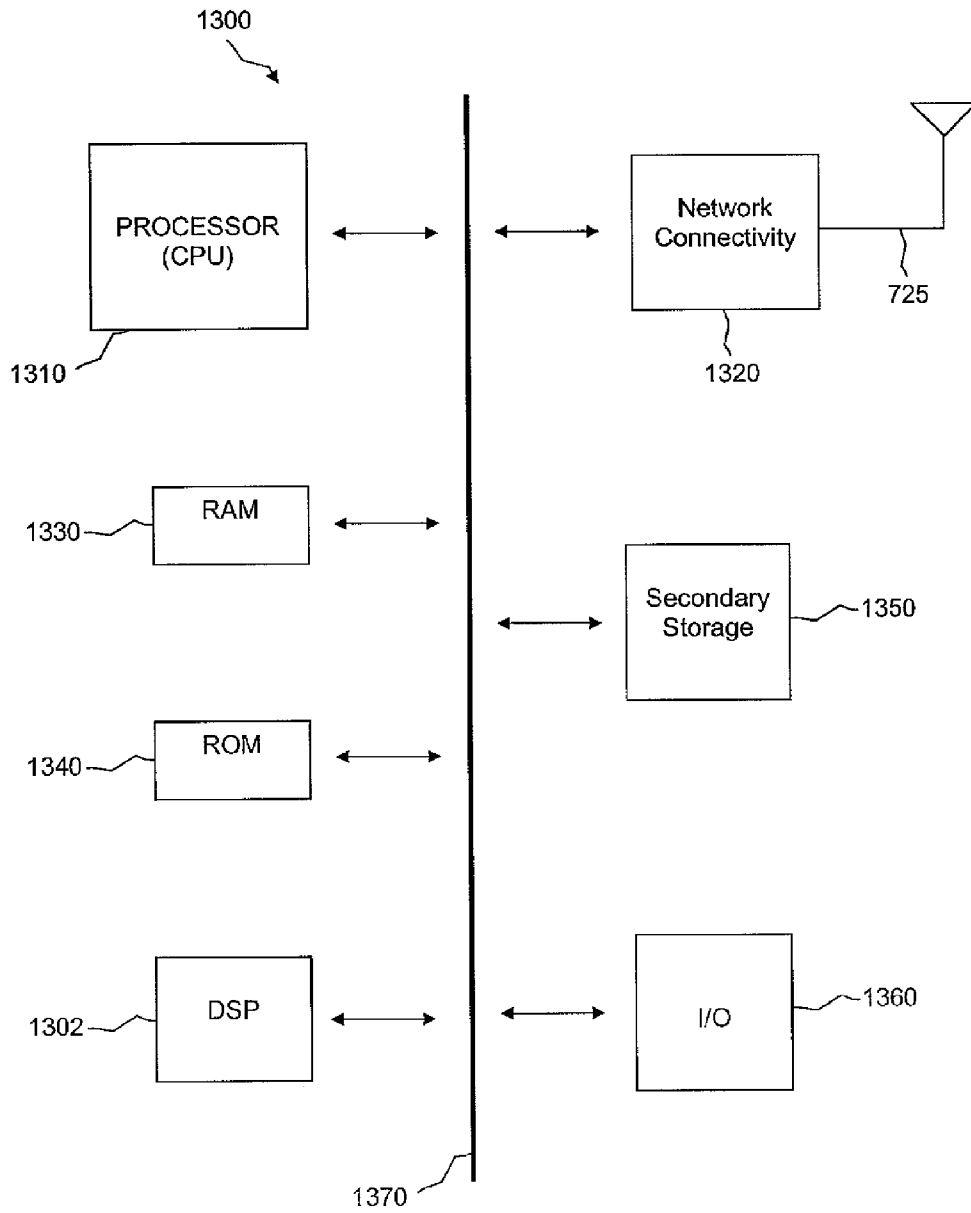 1300
PROCESSOR
(CPU)
1310
Network
Connectivity
725
1320
RAM
1330
Secondary
Storage
1350
ROM
1340
DSP
1302
I/O
1360
1370